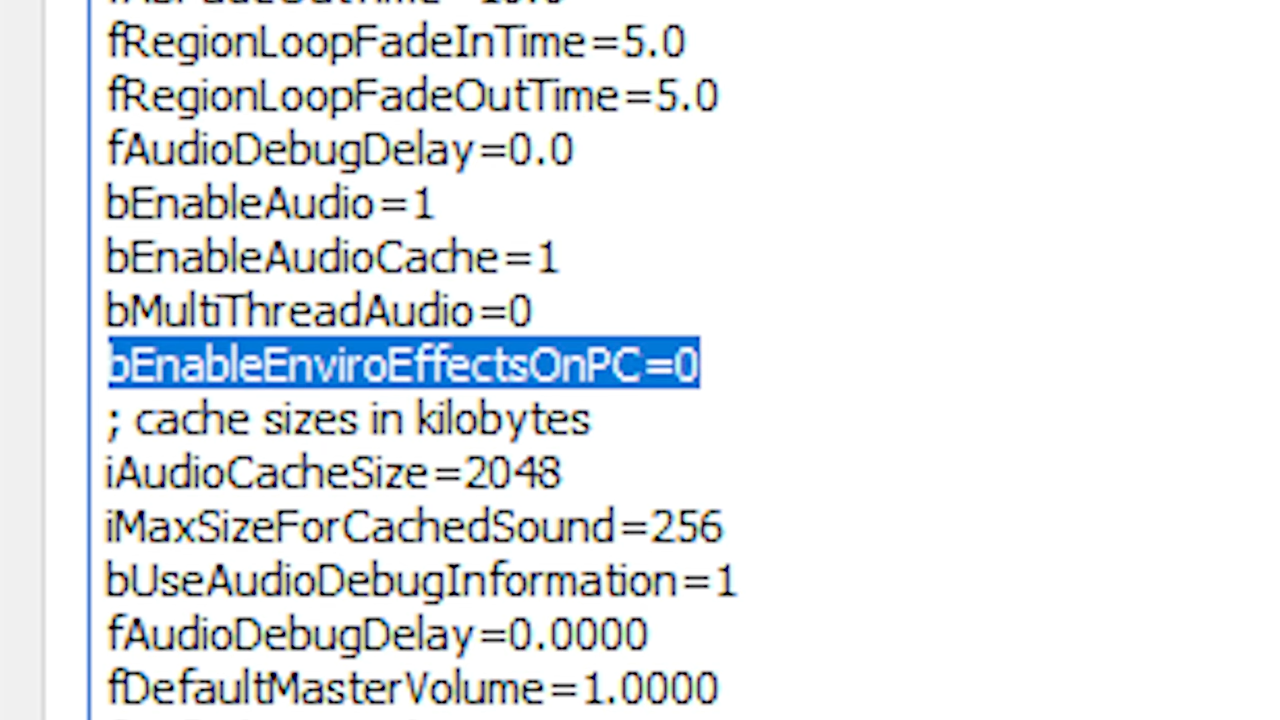 fRegionLoopFadeInTime=5.0
fRegionLoopFadeOutTime=5.0
fAudioDebugDelay=0.0
bEnableAudio=1
bEnableAudioCache=1
bMultiThreadAudio=0
bEnableEnviroEffectsOnPC=0
; cache sizes in kilobytes
iAudioCacheSize=2048
iMaxSizeForCachedSound=256
bUseAudioDebugInformation=1
fAudioDebugDelay=0.0000
fDefaultMasterVolume=1.0000